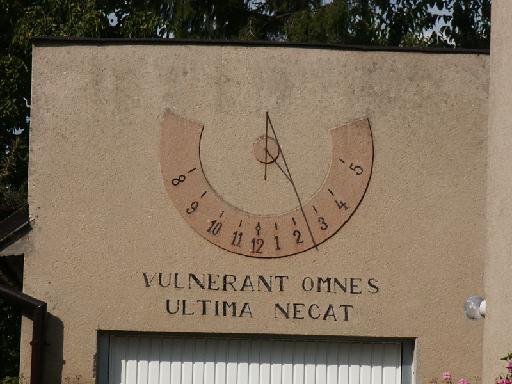 8 9 10 11 12 1 2 3 4 5
VULNERANT OMNES
ULTIMA NECAT